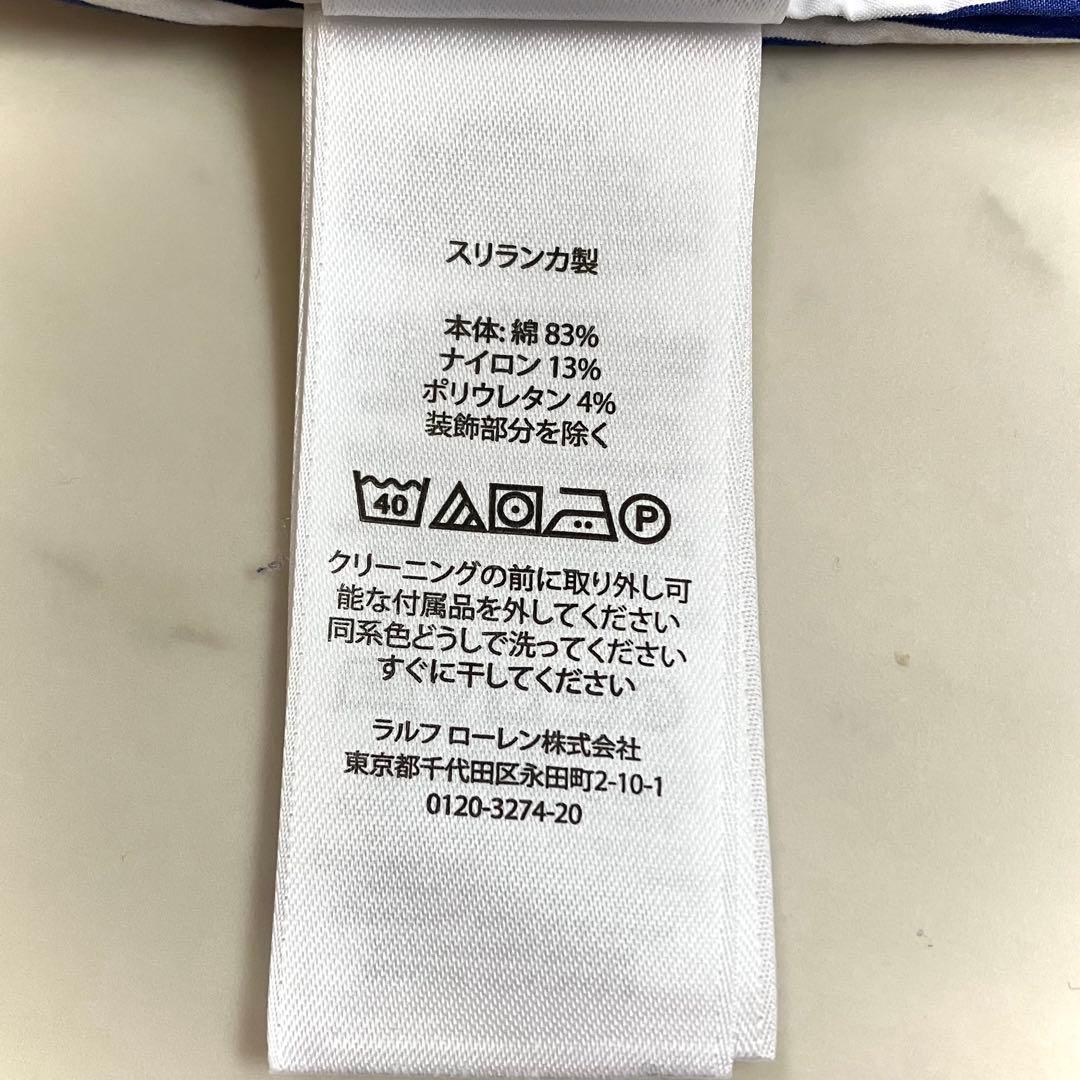 スリランカ製
本体: 綿 83%
ナイロン 13%
ポリウレタン 4%
装飾部分を除く
40 P
クリーニングの前に取り外し可
能な付属品を外してください
同系色どうしで洗ってください
すぐに干してください
ラルフ ローレン株式会社
東京都千代田区永田町2-10-1
0120-3274-20